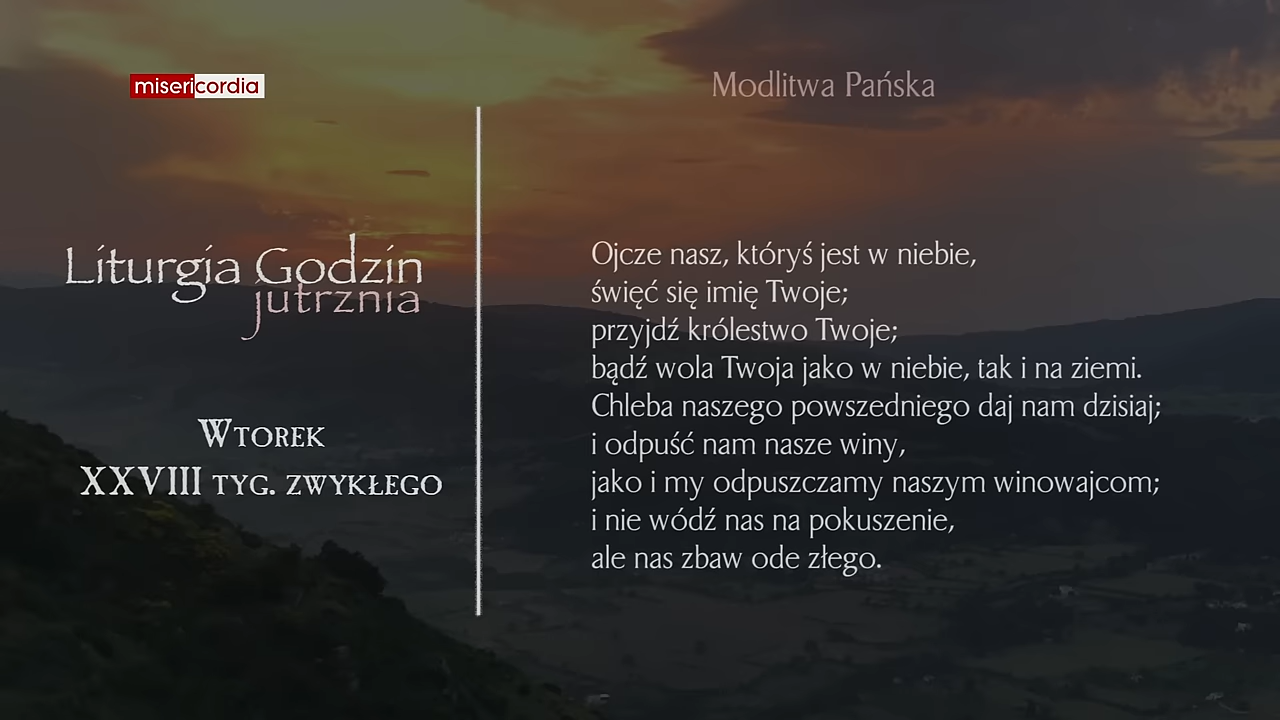 misericordia
Liturgia Godzin
jutrznia
Wtorek
XXVIII tyg. zwykłego
Modlitwa Pańska
Ojcze nasz, któryś jest w niebie,
święć się imię Twoje;
przyjdź królestwo Twoje;
bądź wola Twoja jako w niebie, tak i na ziemi.
Chleba naszego powszedniego daj nam dzisiaj;
i odpuść nam nasze winy,
jako i my odpuszczamy naszym winowajcom;
i nie wódź nas na pokuszenie,
ale nas zbaw ode złego.